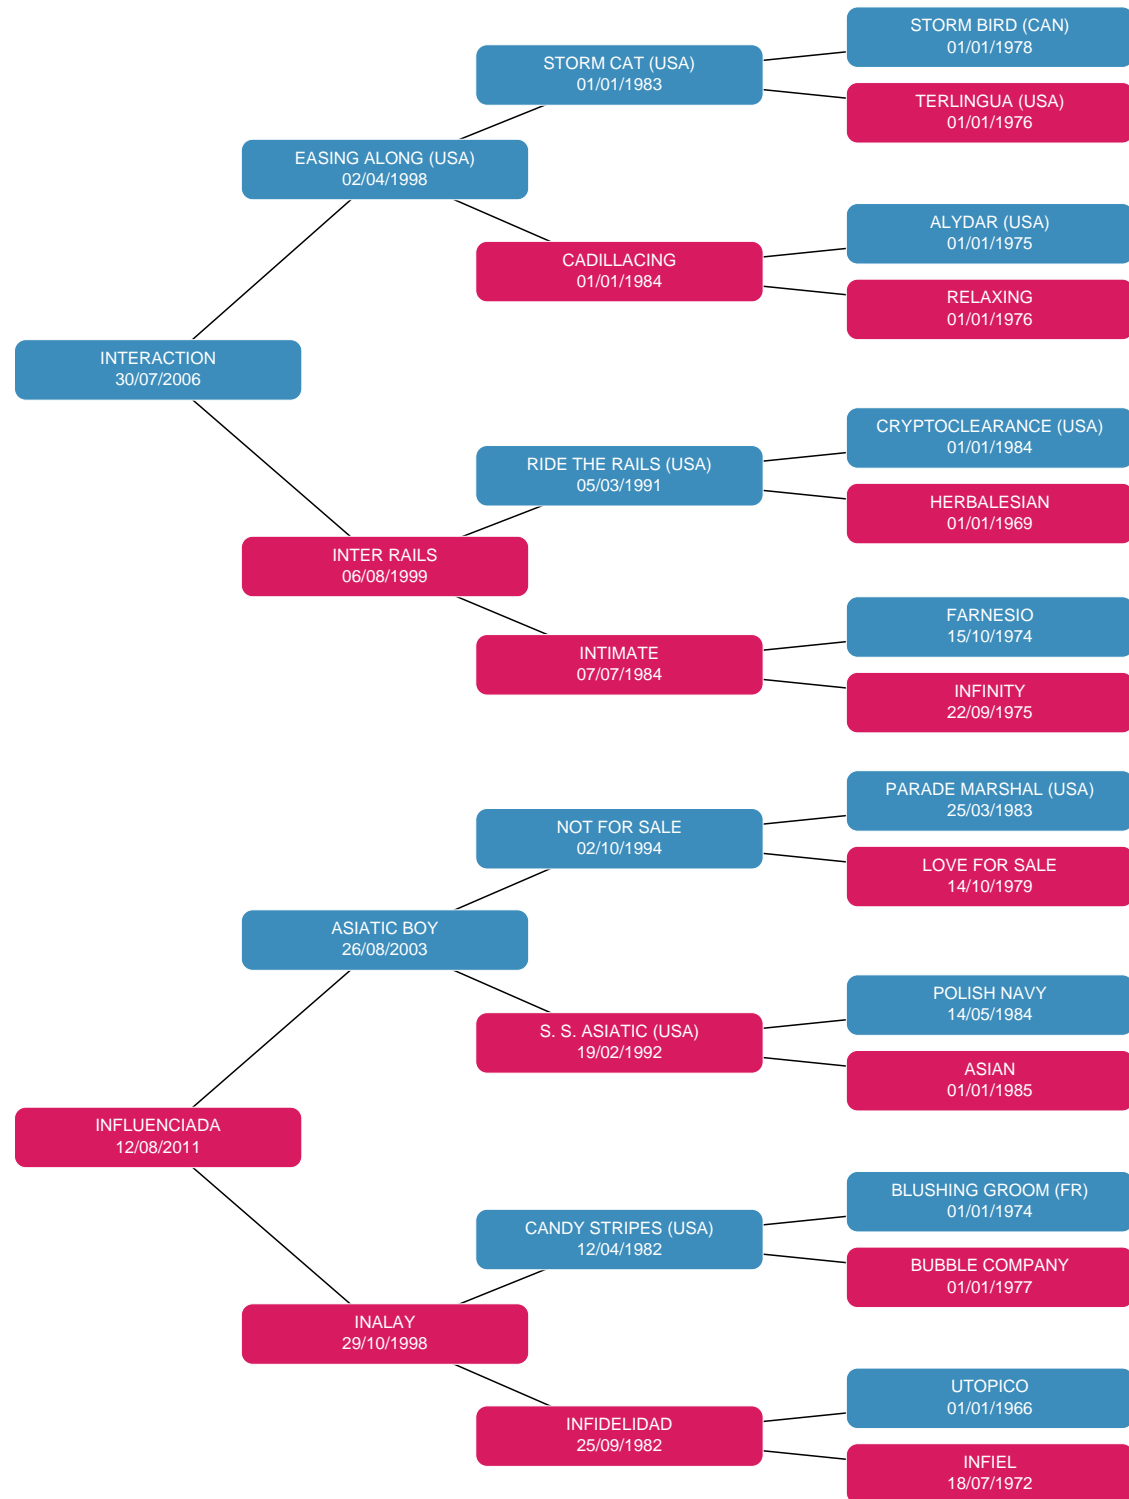 STORM BIRD (CAN)
01/01/1978
STORM CAT (USA)
01/01/1983
TERLINGUA (USA)
01/01/1976
EASING ALONG (USA)
02/04/1998
ALYDAR (USA)
01/01/1975
CADILLACING
01/01/1984
RELAXING
01/01/1976
INTERACTION
30/07/2006
CRYPTOCLEARANCE (USA)
01/01/1984
RIDE THE RAILS (USA)
05/03/1991
HERBALESIAN
01/01/1969
INTER RAILS
06/08/1999
FARNESIO
15/10/1974
INTIMATE
07/07/1984
INFINITY
22/09/1975
PARADE MARSHAL (USA)
25/03/1983
NOT FOR SALE
02/10/1994
LOVE FOR SALE
14/10/1979
ASIATIC BOY
26/08/2003
POLISH NAVY
14/05/1984
S. S. ASIATIC (USA)
19/02/1992
ASIAN
01/01/1985
INFLUENCIADA
12/08/2011
BLUSHING GROOM (FR)
01/01/1974
CANDY STRIPES (USA)
12/04/1982
BUBBLE COMPANY
01/01/1977
INALAY
29/10/1998
UTOPICO
01/01/1966
INFIDELIDAD
25/09/1982
INFIEL
18/07/1972